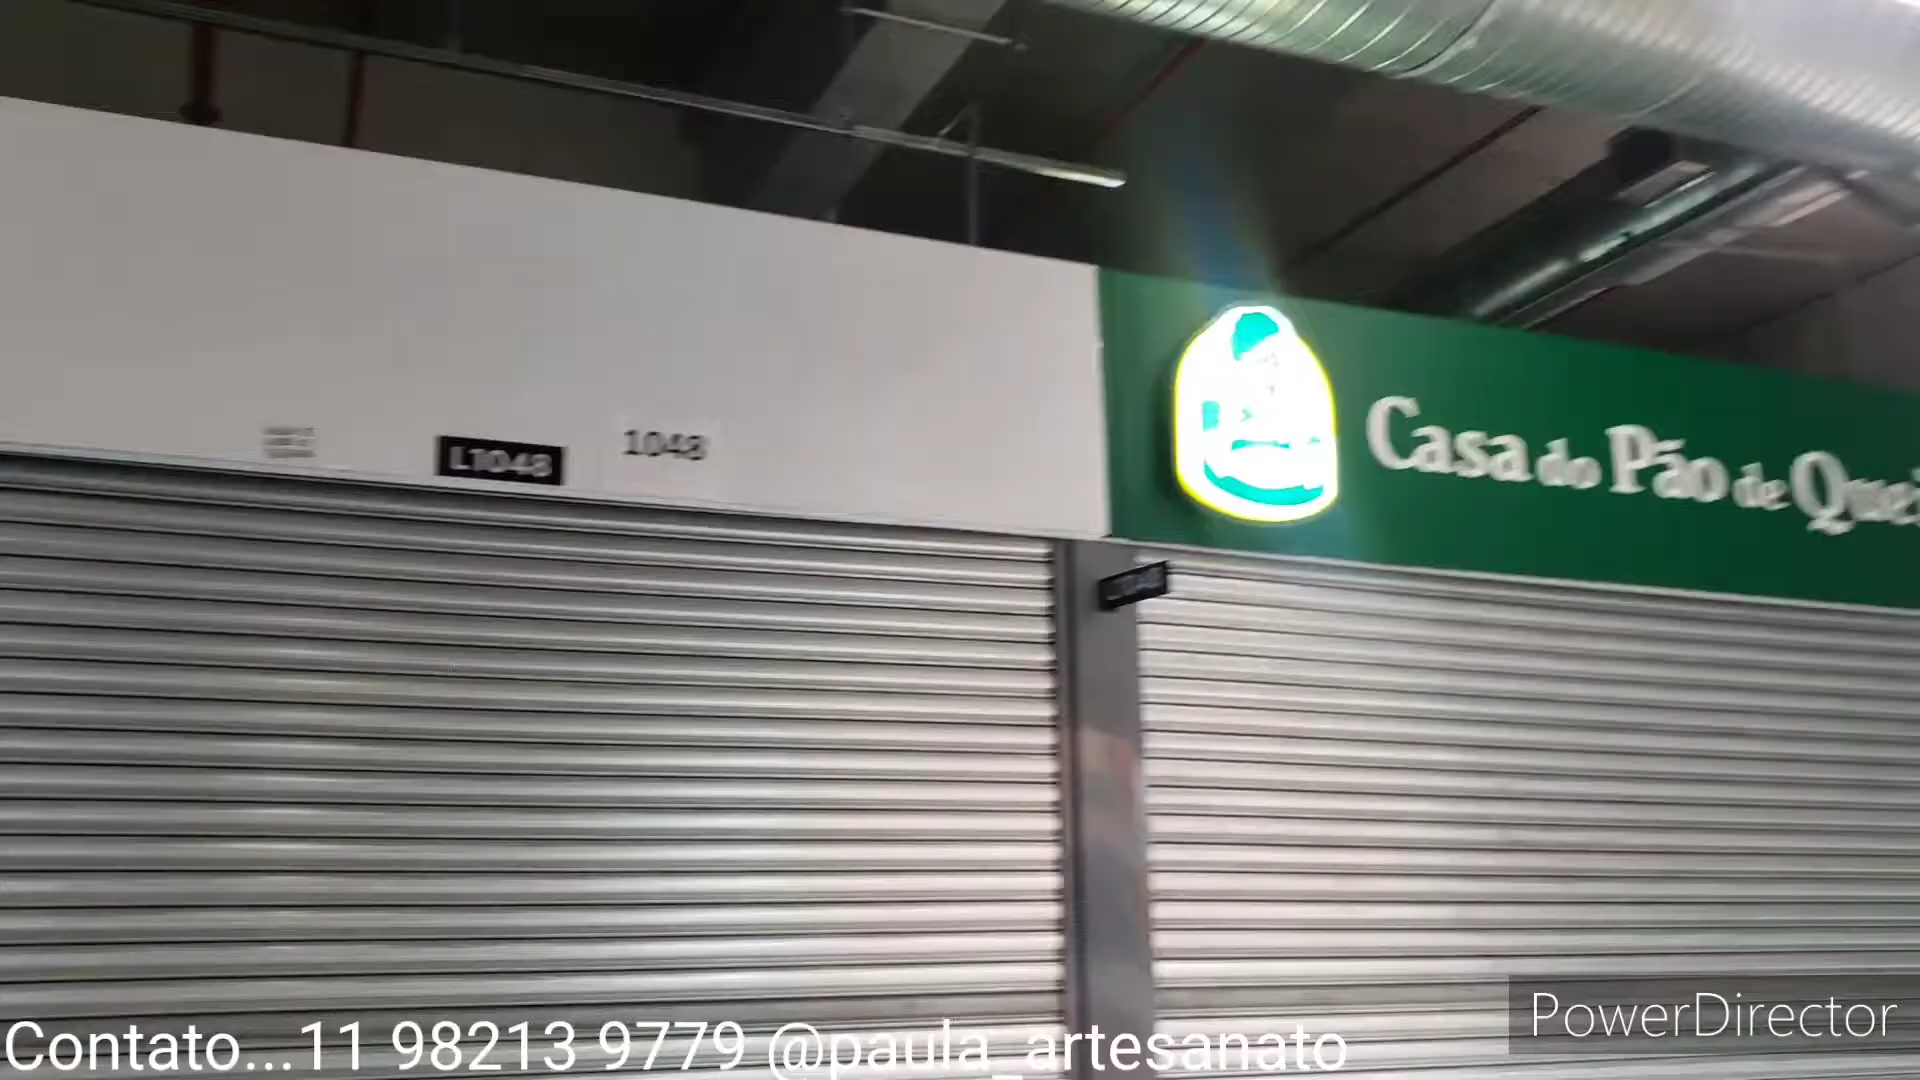 L1048
1048
Casa do Pão de Quei
Contato...11 98213 9779 @paula_artesanato
PowerDirector